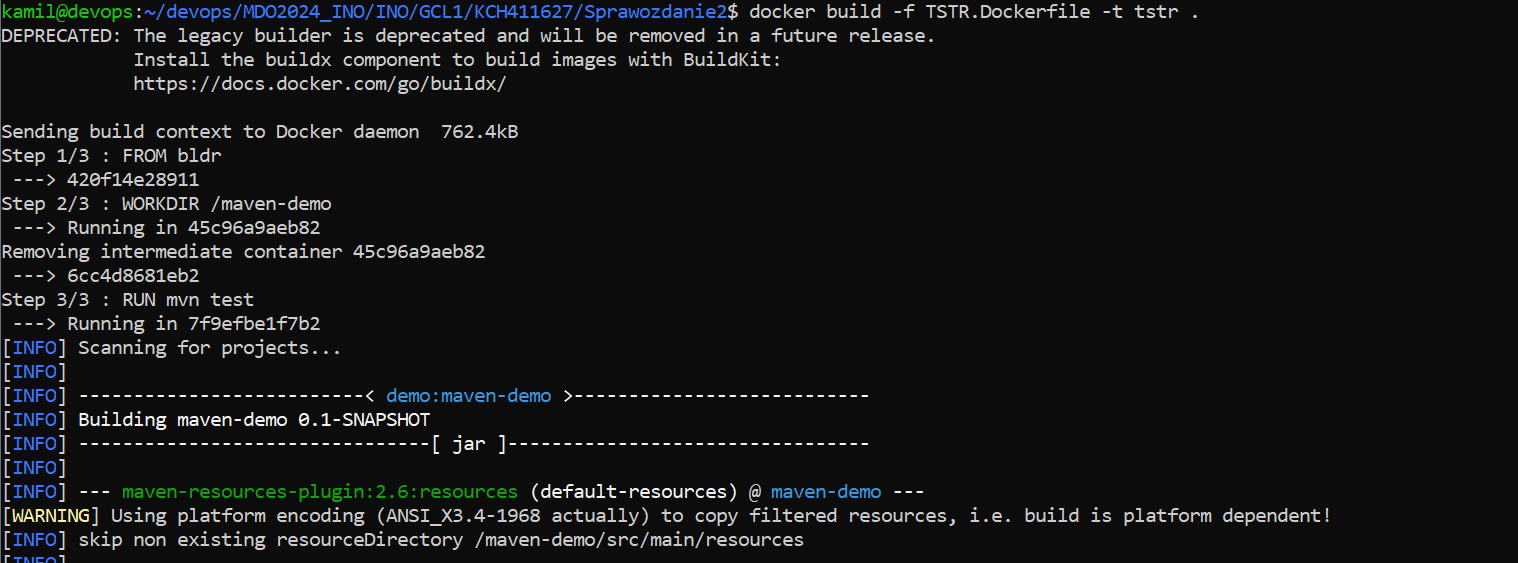 kamil@devops:~/devops/MDO2024_INO/INO/GCL1/KCH411627/Sprawozdanie2$ docker build -f TSTR.Dockerfile -t tstr .
DEPRECATED: The legacy builder is deprecated and will be removed in a future release.
            Install the buildx component to build images with BuildKit:
            https://docs.docker.com/go/buildx/

Sending build context to Docker daemon  762.4kB
Step 1/3 : FROM bldr
 ---> 420f14e28911
Step 2/3 : WORKDIR /maven-demo
 ---> Running in 45c96a9aeb82
Removing intermediate container 45c96a9aeb82
 ---> 6cc4d8681eb2
Step 3/3 : RUN mvn test
 ---> Running in 7f9efbe1f7b2
[INFO] Scanning for projects...
[INFO]
[INFO] --------------------------< demo:maven-demo >---------------------------
[INFO] Building maven-demo 0.1-SNAPSHOT
[INFO] --------------------------------[ jar ]---------------------------------
[INFO]
[INFO] --- maven-resources-plugin:2.6:resources (default-resources) @ maven-demo ---
[WARNING] Using platform encoding (ANSI_X3.4-1968 actually) to copy filtered resources, i.e. build is platform dependent!
[INFO] skip non existing resourceDirectory /maven-demo/src/main/resources
[INFO]